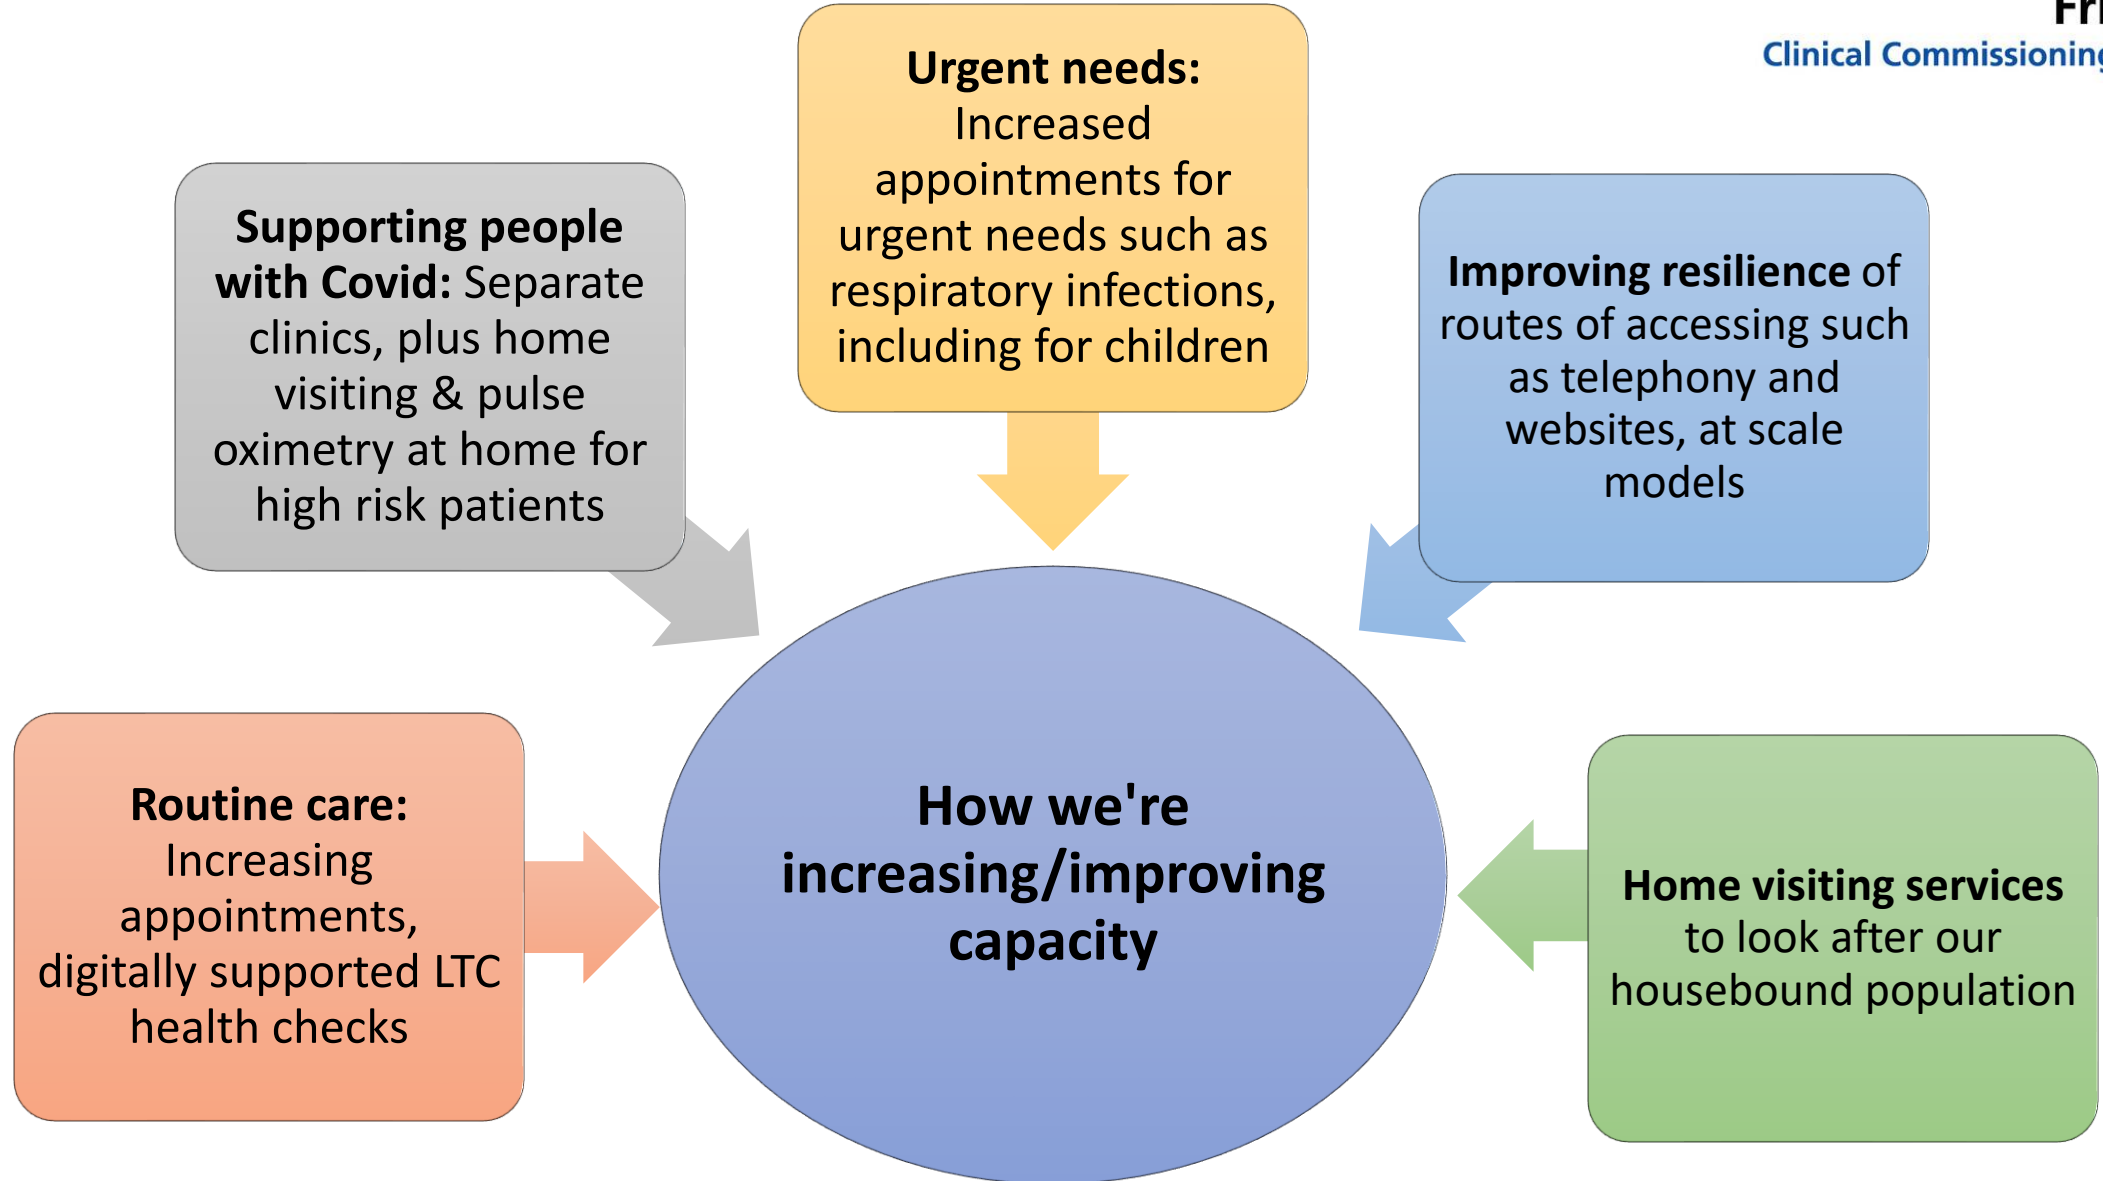 Clinical Commissioning
Urgent needs:
Increased
appointments for
urgent needs such as
respiratory infections,
including for children
Supporting people
with Covid: Separate
clinics, plus home
visiting & pulse
oximetry at home for
high risk patients
Improving resilience of
routes of accessing such
as telephony and
websites, at scale
models
Routine care:
Increasing
appointments,
digitally supported LTC
health checks
How we're
increasing/improving
capacity
Home visiting services
to look after our
housebound population